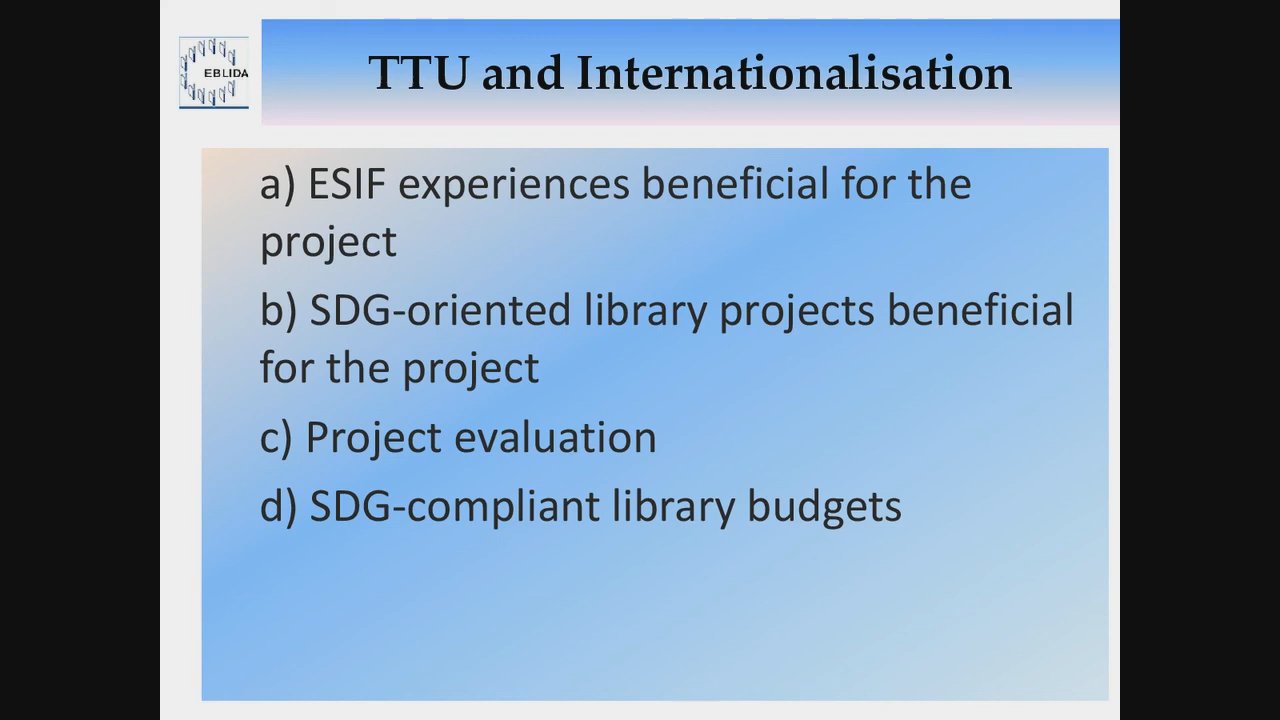 EBLIDA
TTU and Internationalisation
a) ESIF experiences beneficial for the
project
b) SDG-oriented library projects beneficial
for the project
c) Project evaluation
d) SDG-compliant library budgets